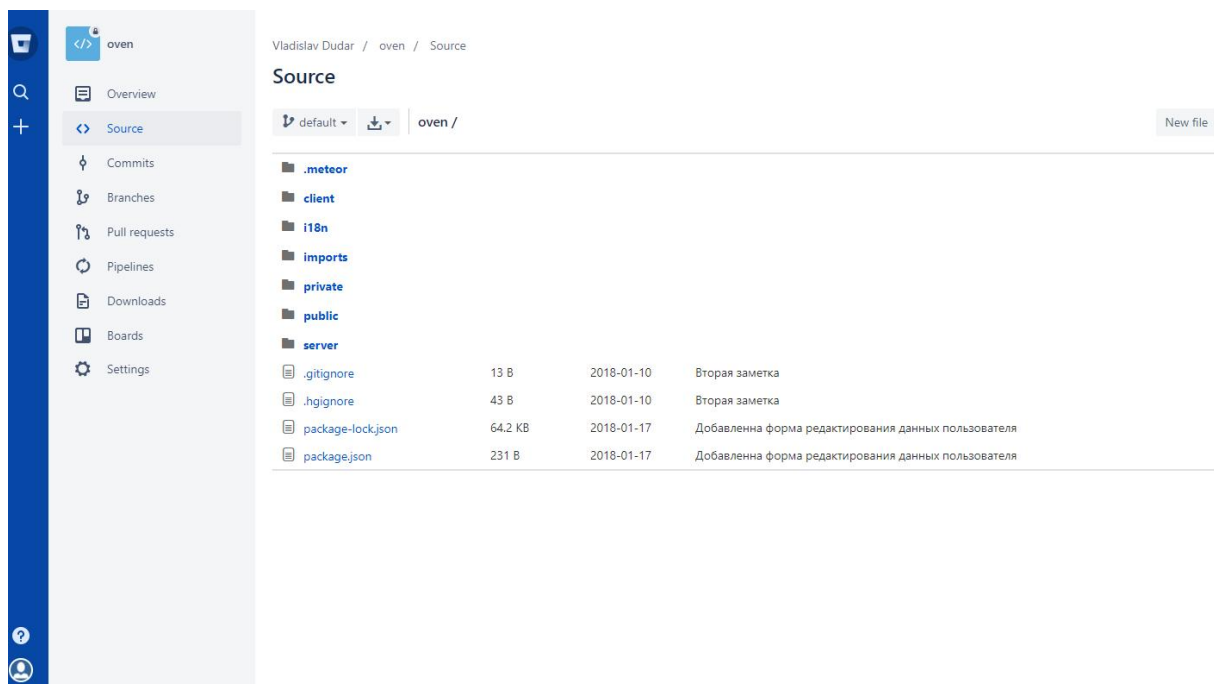 oven
Overview
Source
Commits
Branches
Pull requests
Pipelines
Downloads
Boards
Settings
Vladislav Dudar / oven / Source
Source
default
oven /
New file
.meteor
client
i18n
imports
private
public
server
.gitignore 13 B 2018-01-10 Вторая заметка
.hgignore 43 B 2018-01-10 Вторая заметка
package-lock.json 64.2 KB 2018-01-17 Добавленна форма редактирования данных пользователя
package.json 231 B 2018-01-17 Добавленна форма редактирования данных пользователя